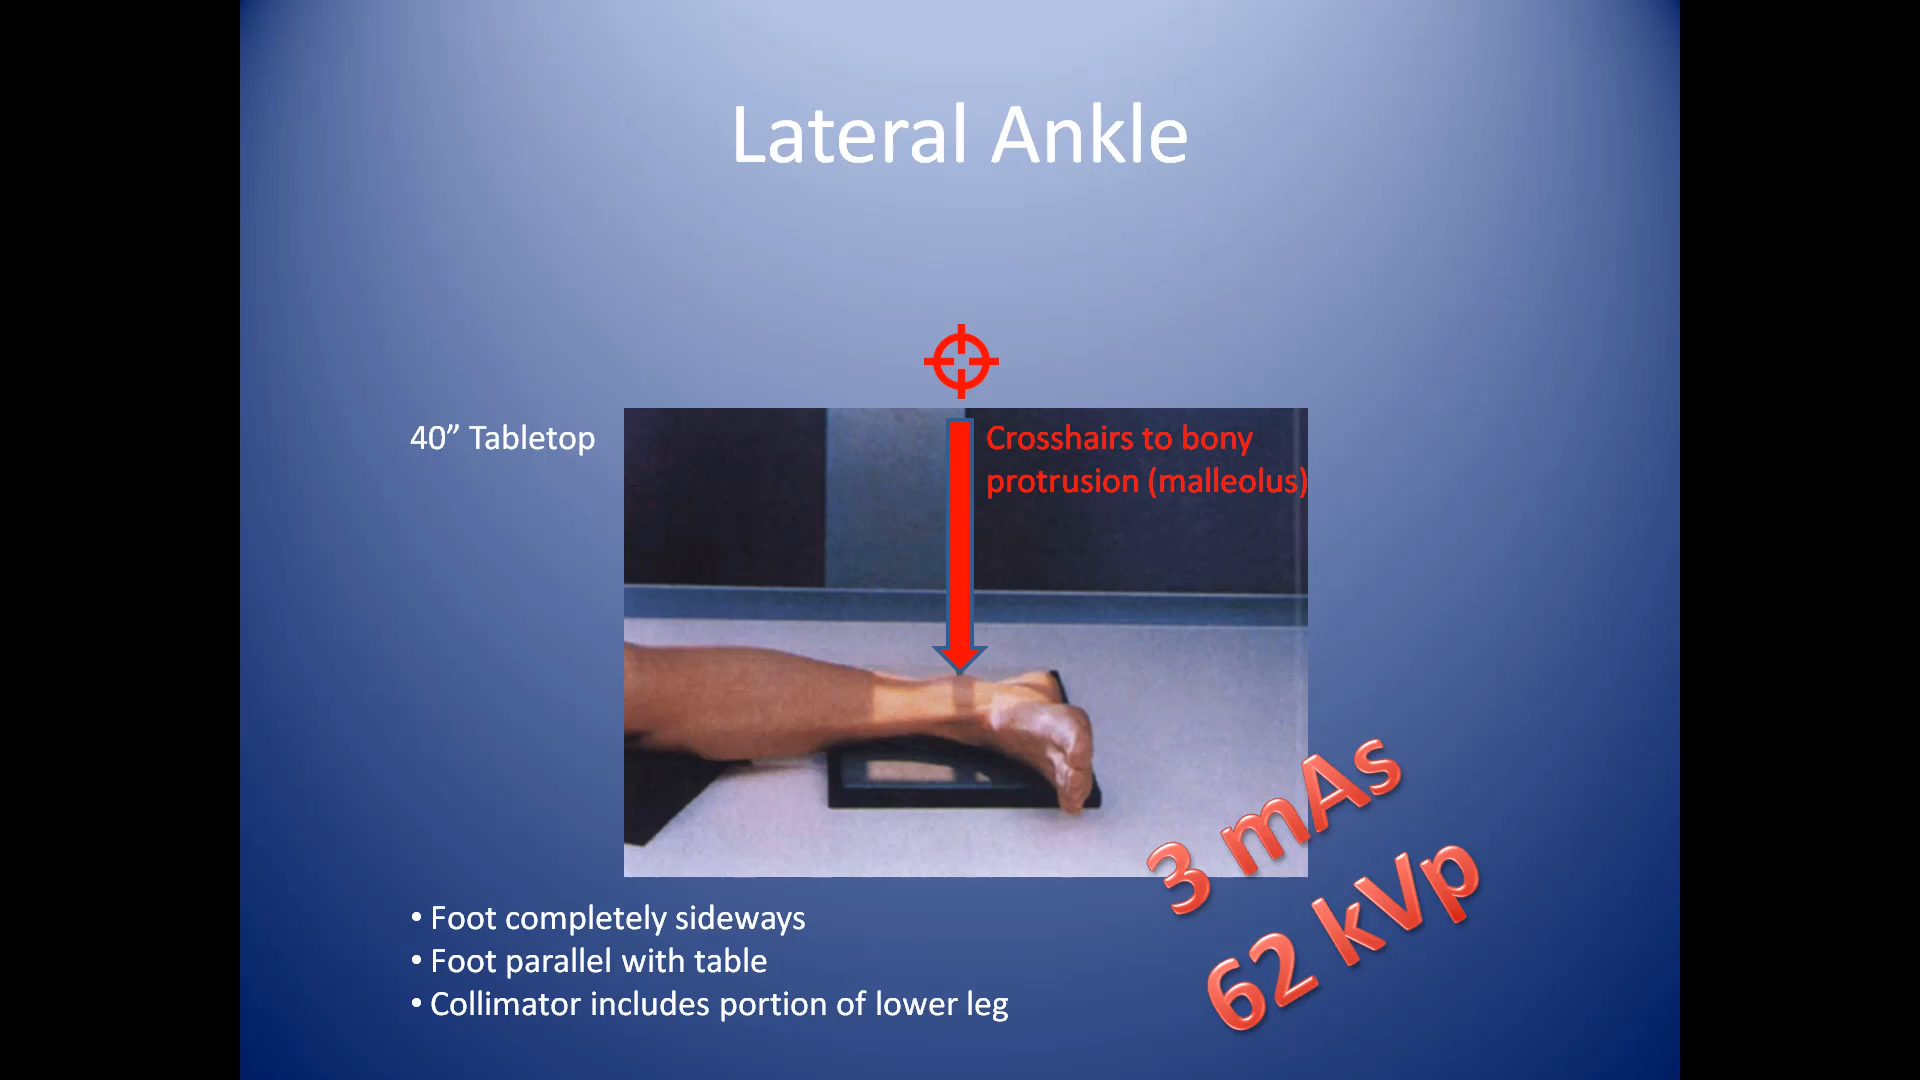 Lateral Ankle
40” Tabletop
Crosshairs to bony
protrusion (malleolus)
3 mAs
62 kVp
• Foot completely sideways
• Foot parallel with table
• Collimator includes portion of lower leg